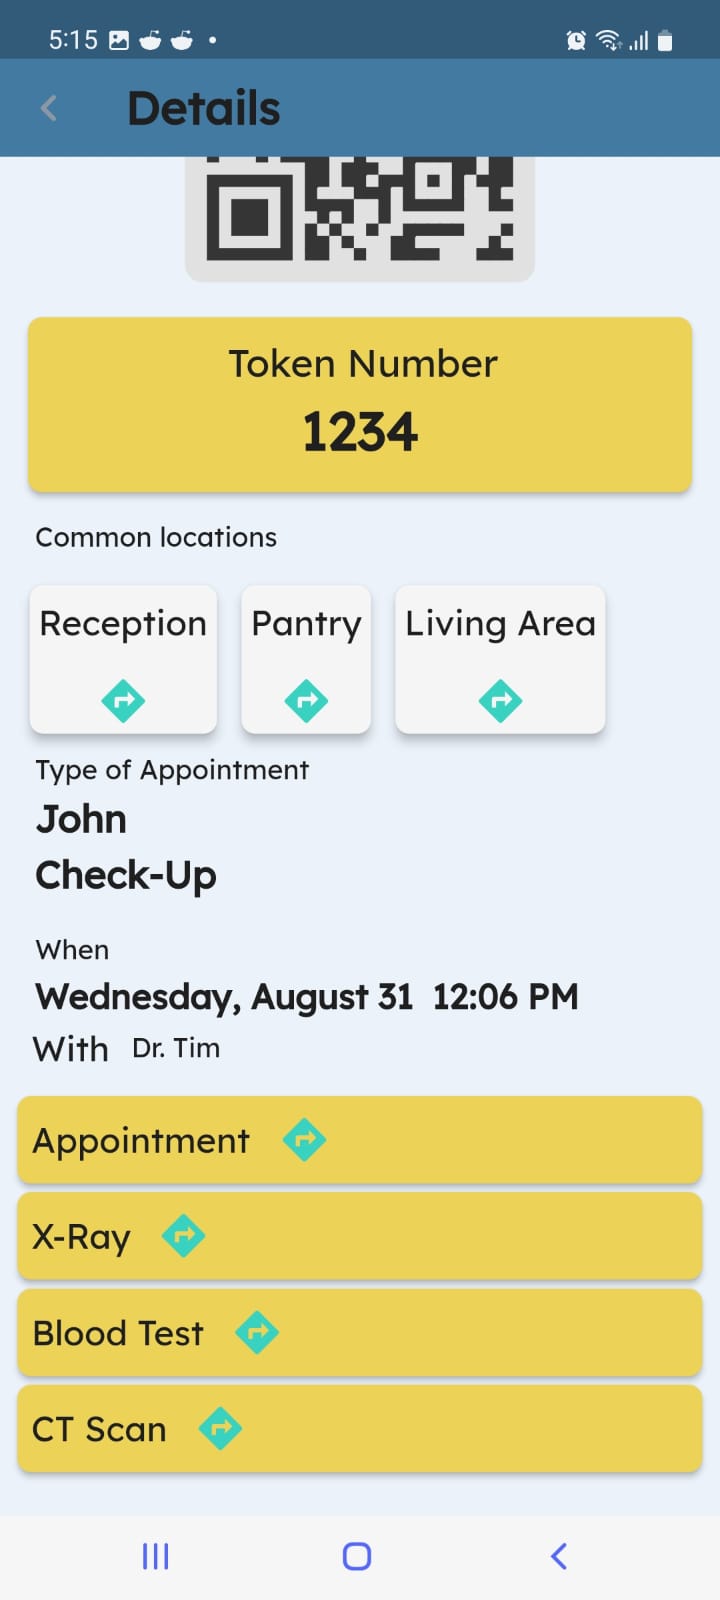 5:15
Details
Token Number
1234
Common locations
Reception Pantry Living Area
Type of Appointment
John
Check-Up
When
Wednesday, August 31 12:06 PM
With Dr. Tim
Appointment
X-Ray
Blood Test
CT Scan